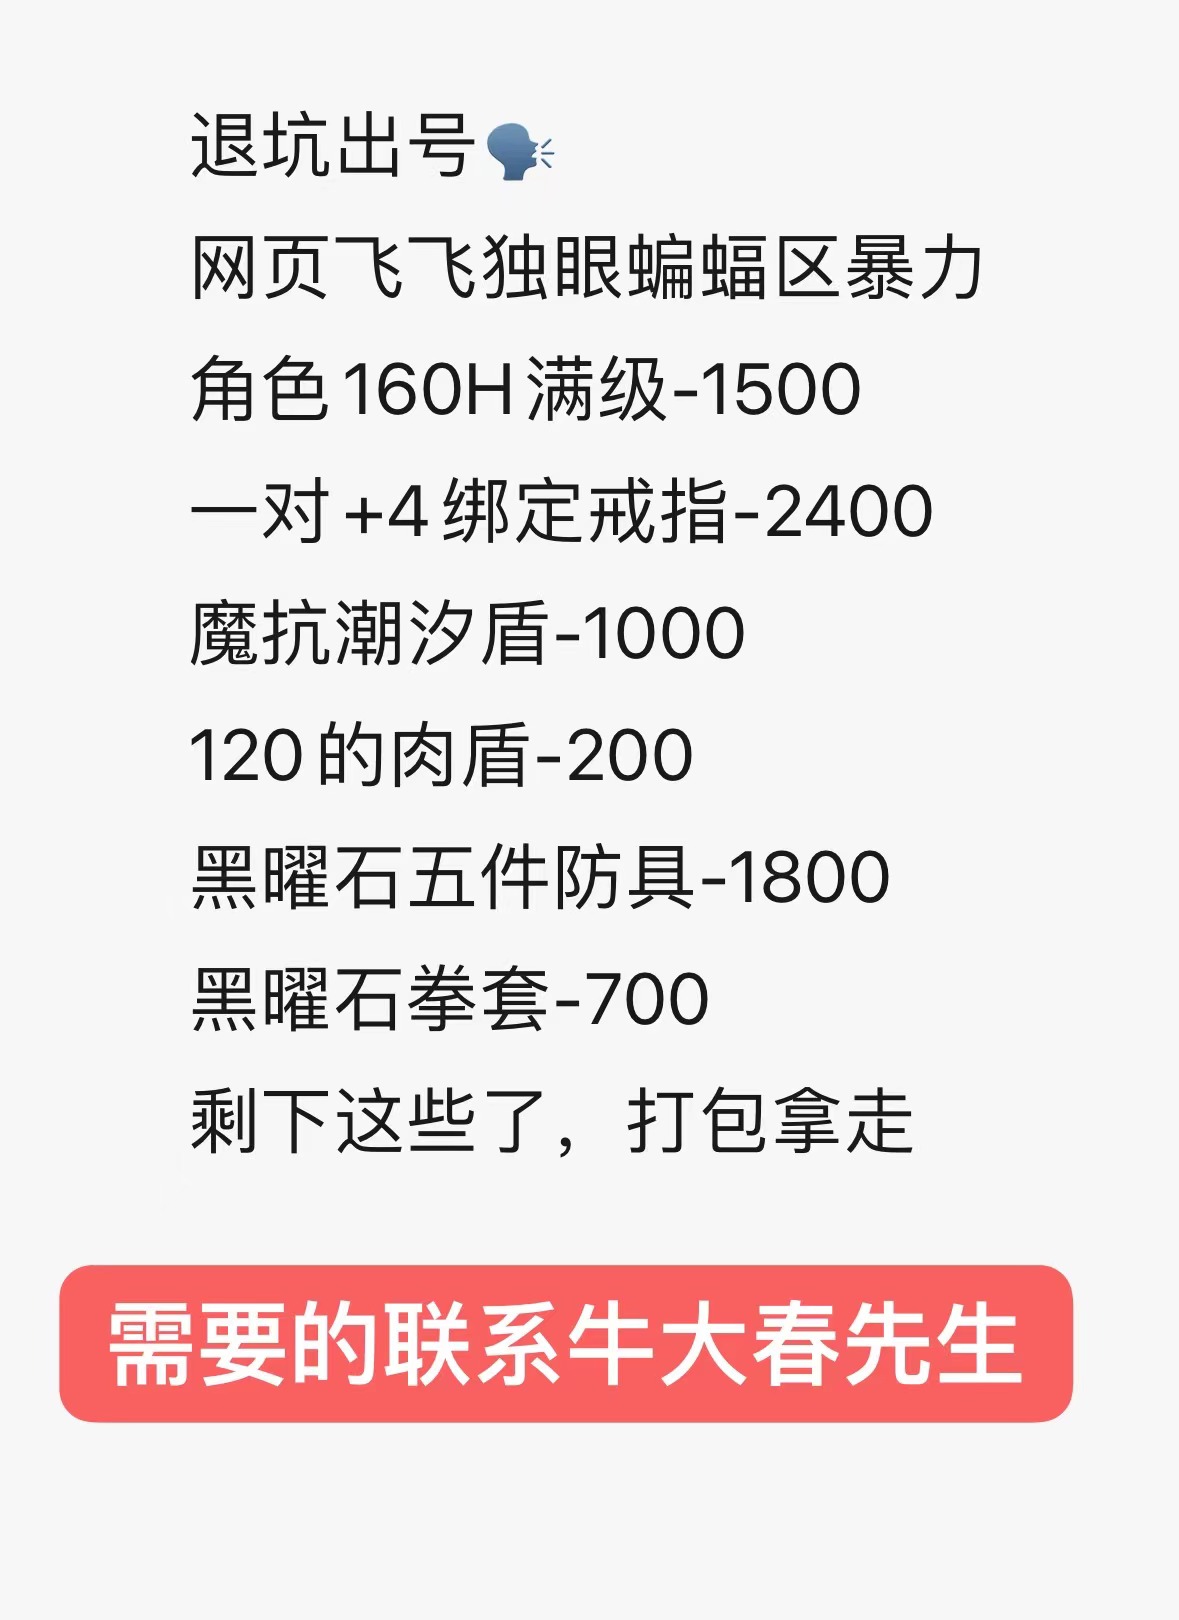 退坑出号🗣️
网页飞飞独眼蝙蝠区暴力
角色160H满级-1500
一对+4绑定戒指-2400
魔抗潮汐盾-1000
120的肉盾-200
黑曜石五件防具-1800
黑曜石拳套-700
剩下这些了，打包拿走
需要的联系牛大春先生